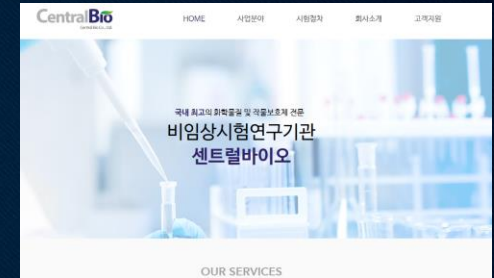 CentralBio
HOME 사업분야 시험절차 회사소개 고객지원
국내 최고의 화학물질 및 작물보호제 전문
비임상시험연구기관
센트럴바이오
OUR SERVICES